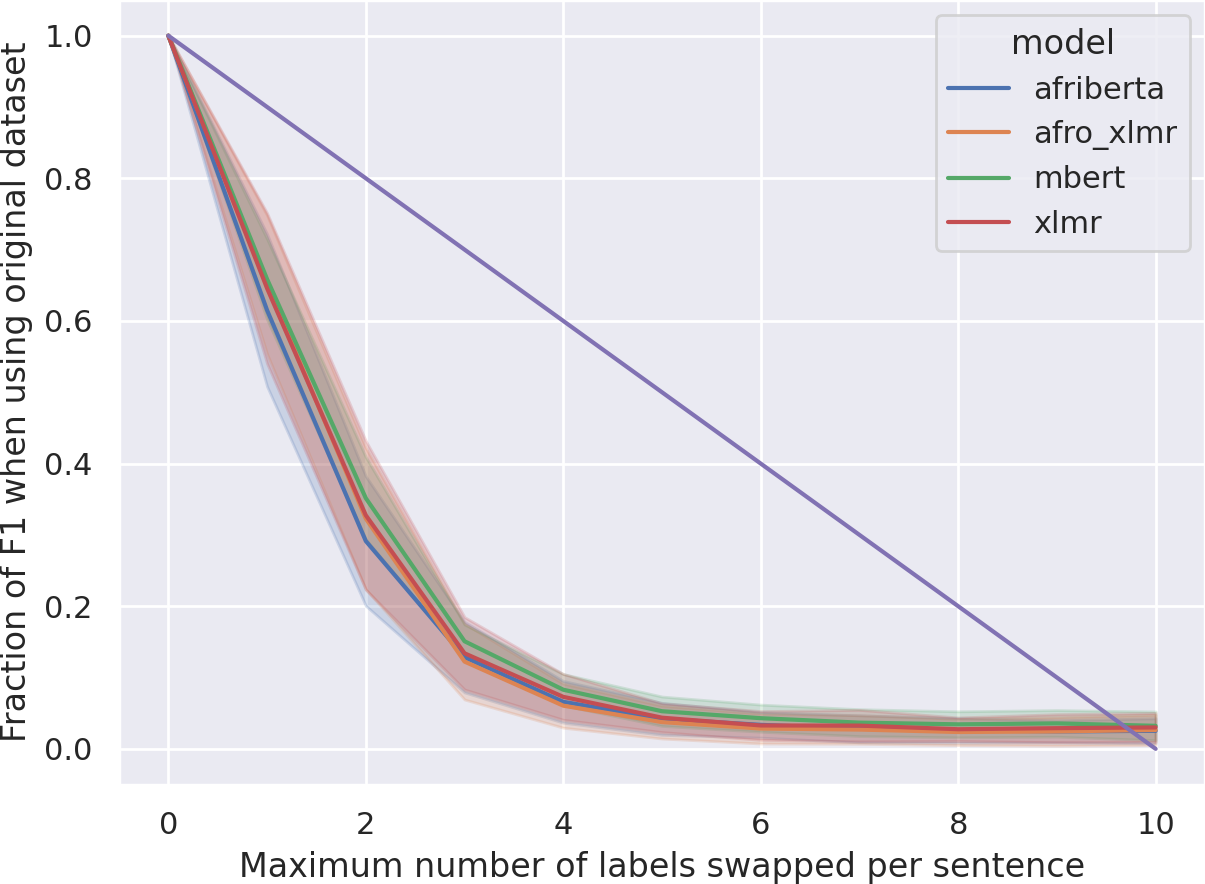 Fraction of F1 when using original dataset
1.0
0.8
0.6
0.4
0.2
0.0
model
afriberta
afro_xlmr
mbert
xlmr
0 2 4 6 8 10
Maximum number of labels swapped per sentence